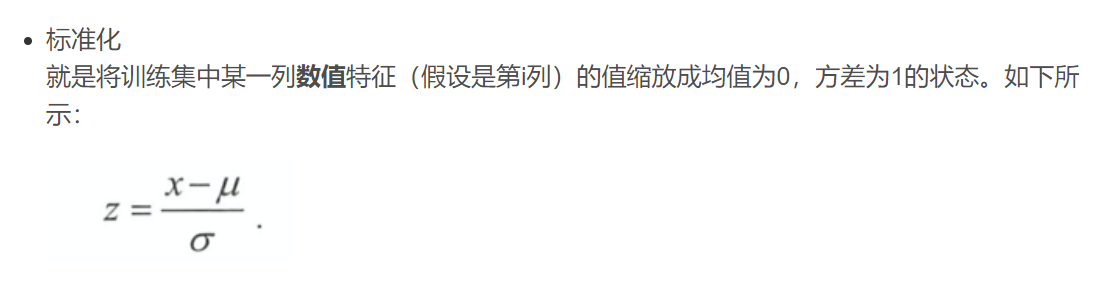 标准化
就是将训练集中某一列数值特征（假设是第i列）的值缩放成均值为0，方差为1的状态。如下所
示：
z = (x − μ) / σ .